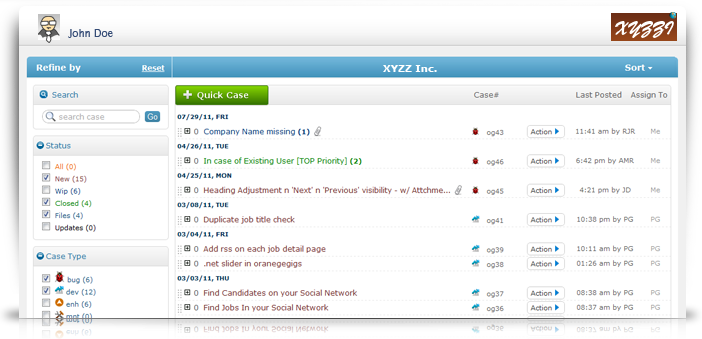 John Doe
XYZZI
Refine by Reset XYZZ Inc. Sort
Search
search case Go
Status
All (0)
New (15)
Wip (6)
Closed (4)
Files (4)
Updates (0)
Case Type
bug (6)
dev (12)
enh (6)
mnt (0)
Quick Case Case# Last Posted Assign To
07/29/11, FRI
0 Company Name missing (1) og43 Action 11:41 am by RJR Me
04/26/11, TUE
0 In case of Existing User [TOP Priority] (2) og46 Action 6:42 pm by AMR Me
04/25/11, MON
0 Heading Adjustment n 'Next' n 'Previous' visibility - w/ Attchme... og45 Action 4:21 pm by JD Me
03/08/11, TUE
0 Duplicate job title check og41 Action 10:38 pm by PG PG
03/04/11, FRI
0 Add rss on each job detail page og39 Action 10:11 am by PG PG
0 .net slider in oranegegigs og38 Action 01:26 am by PG PG
03/03/11, THU
0 Find Candidates on your Social Network og37 Action 08:38 am by PG PG
0 Find Jobs In your Social Network og36 Action 08:37 am by PG PG